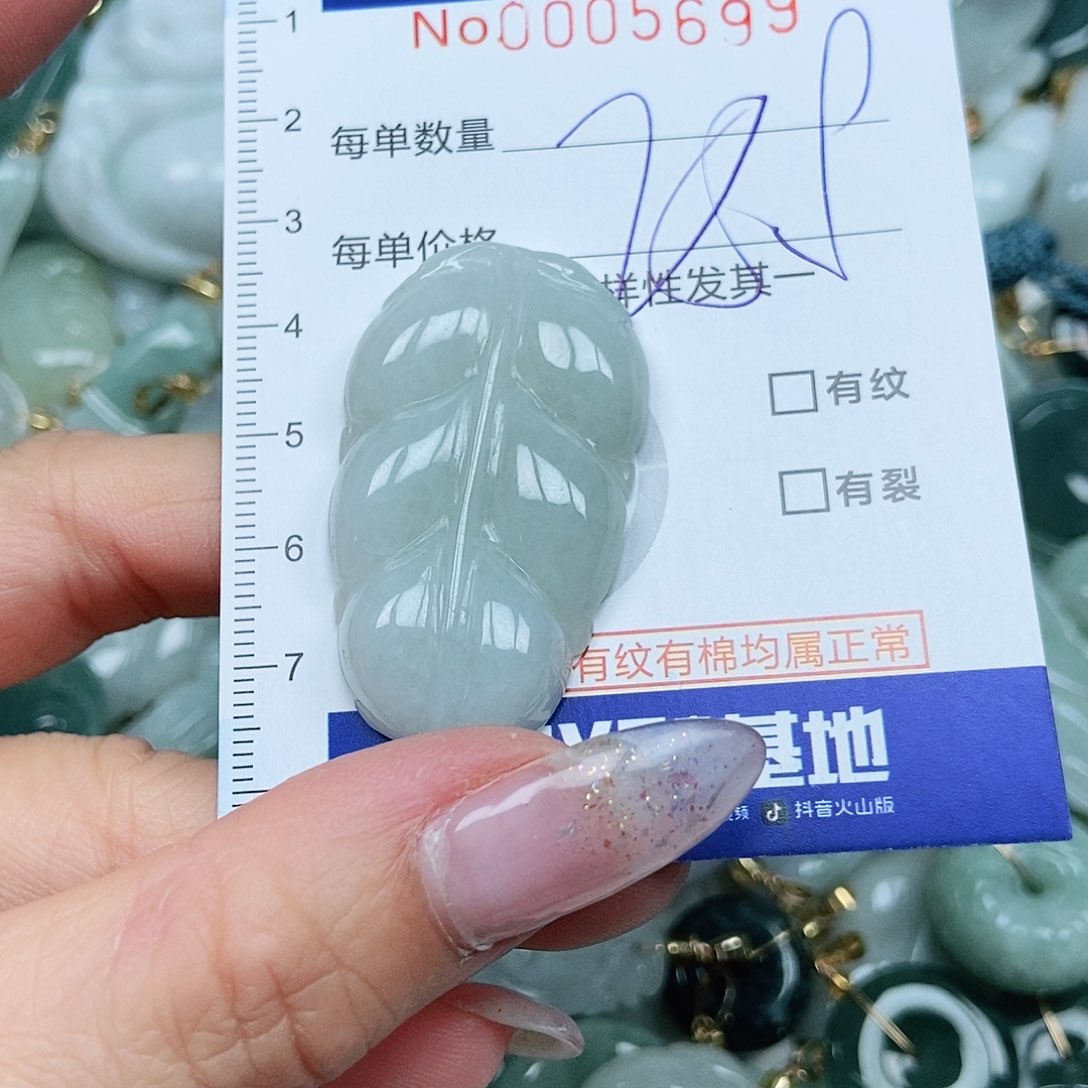 1
No.0005699
2
每单数量
3
每单价格
样性发其一
4
有纹
5
有裂
6
有纹有棉均属正常
7
基地
抖音火山版